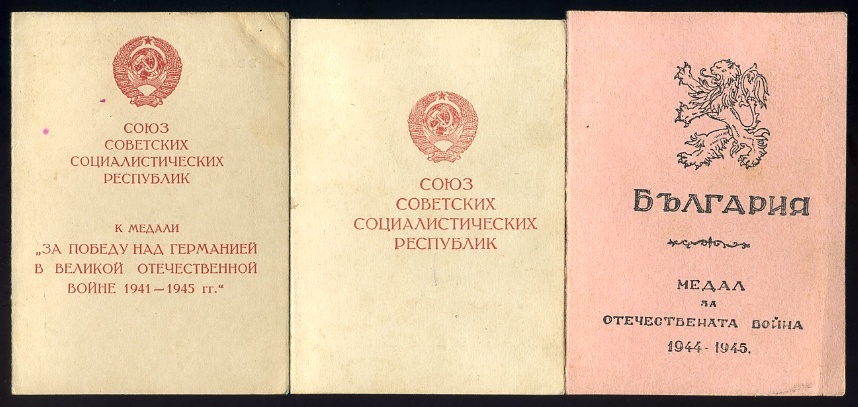 СОЮЗ
СОВЕТСКИХ
СОЦИАЛИСТИЧЕСКИХ
РЕСПУБЛИК
К МЕДАЛИ
„ЗА ПОБЕДУ НАД ГЕРМАНИЕЙ
В ВЕЛИКОЙ ОТЕЧЕСТВЕННОЙ
ВОЙНЕ 1941—1945 гг.“
СОЮЗ
СОВЕТСКИХ
СОЦИАЛИСТИЧЕСКИХ
РЕСПУБЛИК
БЪЛГАРИЯ
МЕДАЛ
ЗА
ОТЕЧЕСТВЕНАТА ВОЙНА
1944-1945.